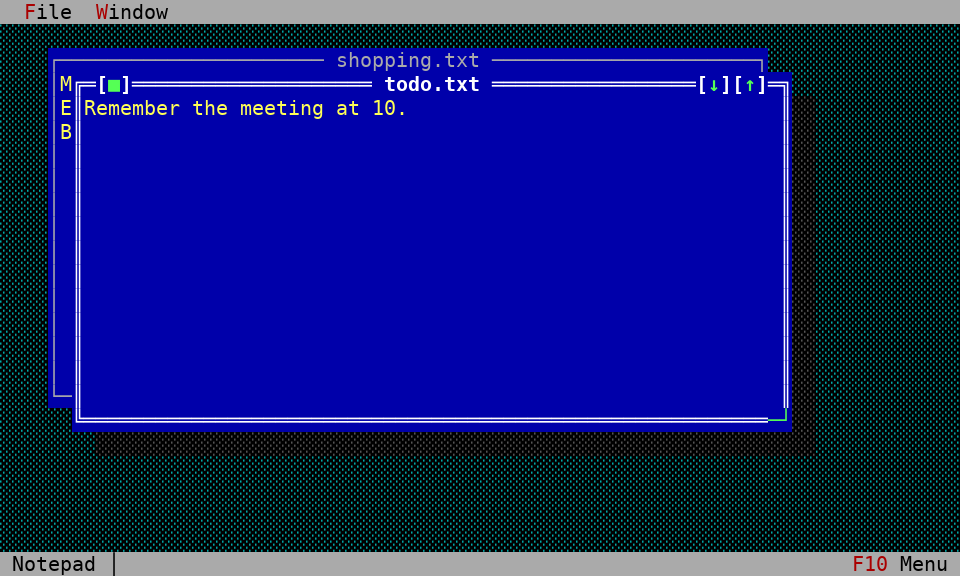 File Window
shopping.txt
M [■] todo.txt [↓][↑]
E Remember the meeting at 10.
B
Notepad F10 Menu